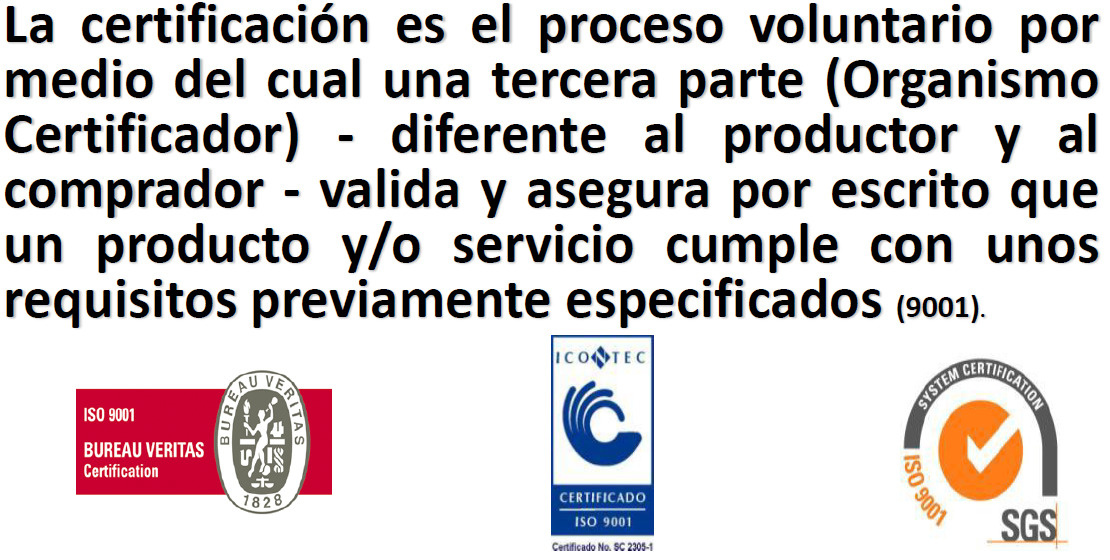 La certificación es el proceso voluntario por
medio del cual una tercera parte (Organismo
Certificador) - diferente al productor y al
comprador - valida y asegura por escrito que
un producto y/o servicio cumple con unos
requisitos previamente especificados (9001).
ISO 9001
BUREAU VERITAS
Certification
BUREAU VERITAS
1828
ICONTEC
CERTIFICADO
ISO 9001
Certificado No. SC 2305-1
SYSTEM CERTIFICATION
ISO 9001
SGS